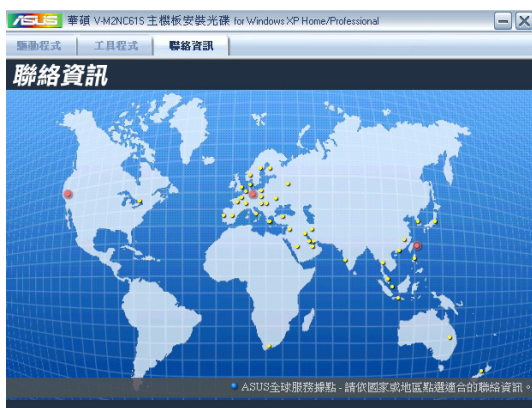 ASUS 華碩 V-M2NC61S 主機板安裝光碟 for Windows XP Home/Professional
驅動程式 工具程式 聯絡資訊
聯絡資訊
ASUS全球服務據點 - 請依國家或地區點選適合的聯絡資訊。